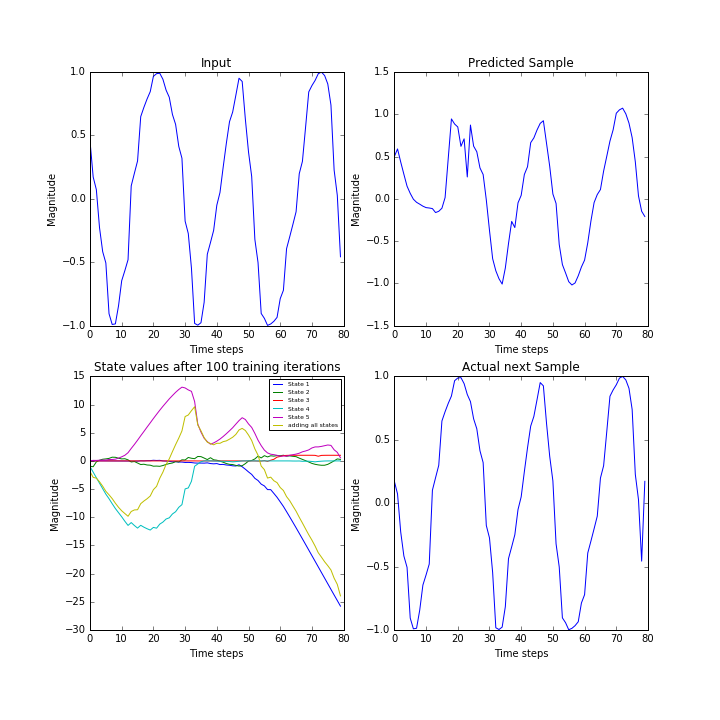 Input
Magnitude
1.0
0.5
0.0
−0.5
−1.0
0 10 20 30 40 50 60 70 80
Time steps
Predicted Sample
Magnitude
1.5
1.0
0.5
0.0
−0.5
−1.0
−1.5
0 10 20 30 40 50 60 70 80
Time steps
State values after 100 training iterations
Magnitude
15
10
5
0
−5
−10
−15
−20
−25
−30
State 1
State 2
State 3
State 4
State 5
adding all states
0 10 20 30 40 50 60 70 80
Time steps
Actual next Sample
Magnitude
1.0
0.5
0.0
−0.5
−1.0
0 10 20 30 40 50 60 70 80
Time steps